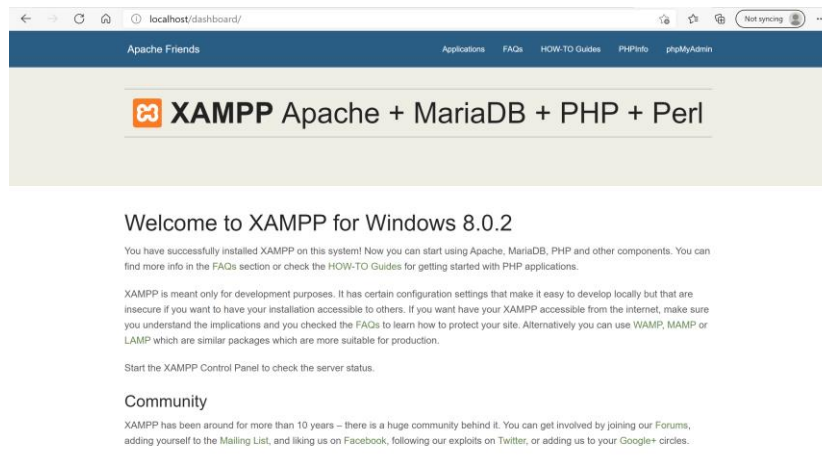 localhost/dashboard/
Not syncing
Apache Friends
Applications FAQs HOW-TO Guides PHPInfo phpMyAdmin
XAMPP Apache + MariaDB + PHP + Perl
Welcome to XAMPP for Windows 8.0.2
You have successfully installed XAMPP on this system! Now you can start using Apache, MariaDB, PHP and other components. You can
find more info in the FAQs section or check the HOW-TO Guides for getting started with PHP applications.
XAMPP is meant only for development purposes. It has certain configuration settings that make it easy to develop locally but that are
insecure if you want to have your installation accessible to others. If you want have your XAMPP accessible from the internet, make sure
you understand the implications and you checked the FAQs to learn how to protect your site. Alternatively you can use WAMP, MAMP or
LAMP which are similar packages which are more suitable for production.
Start the XAMPP Control Panel to check the server status.
Community
XAMPP has been around for more than 10 years – there is a huge community behind it. You can get involved by joining our Forums,
adding yourself to the Mailing List, and liking us on Facebook, following our exploits on Twitter, or adding us to your Google+ circles.